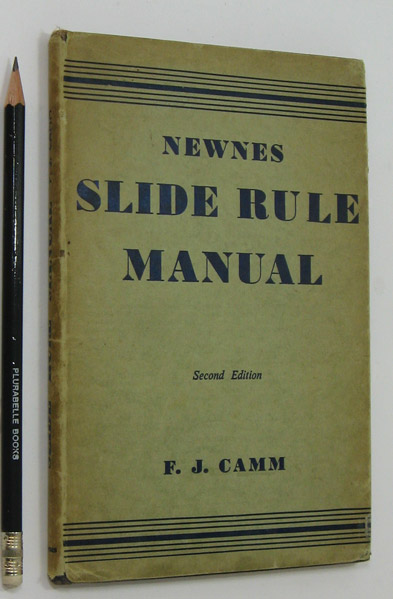 NEWNES
SLIDE RULE
MANUAL
Second Edition
F. J. CAMM
PLURABELLE BOOKS